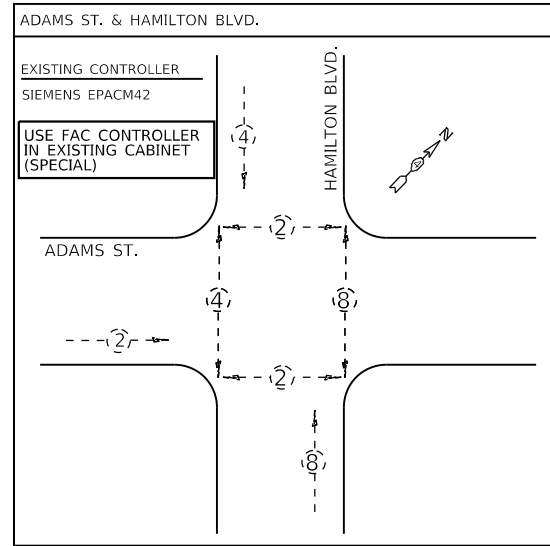 ADAMS ST. & HAMILTON BLVD.
EXISTING CONTROLLER
SIEMENS EPACM42
USE FAC CONTROLLER
IN EXISTING CABINET
(SPECIAL)
HAMILTON BLVD.
N
4
2
ADAMS ST.
4
8
2
2
8